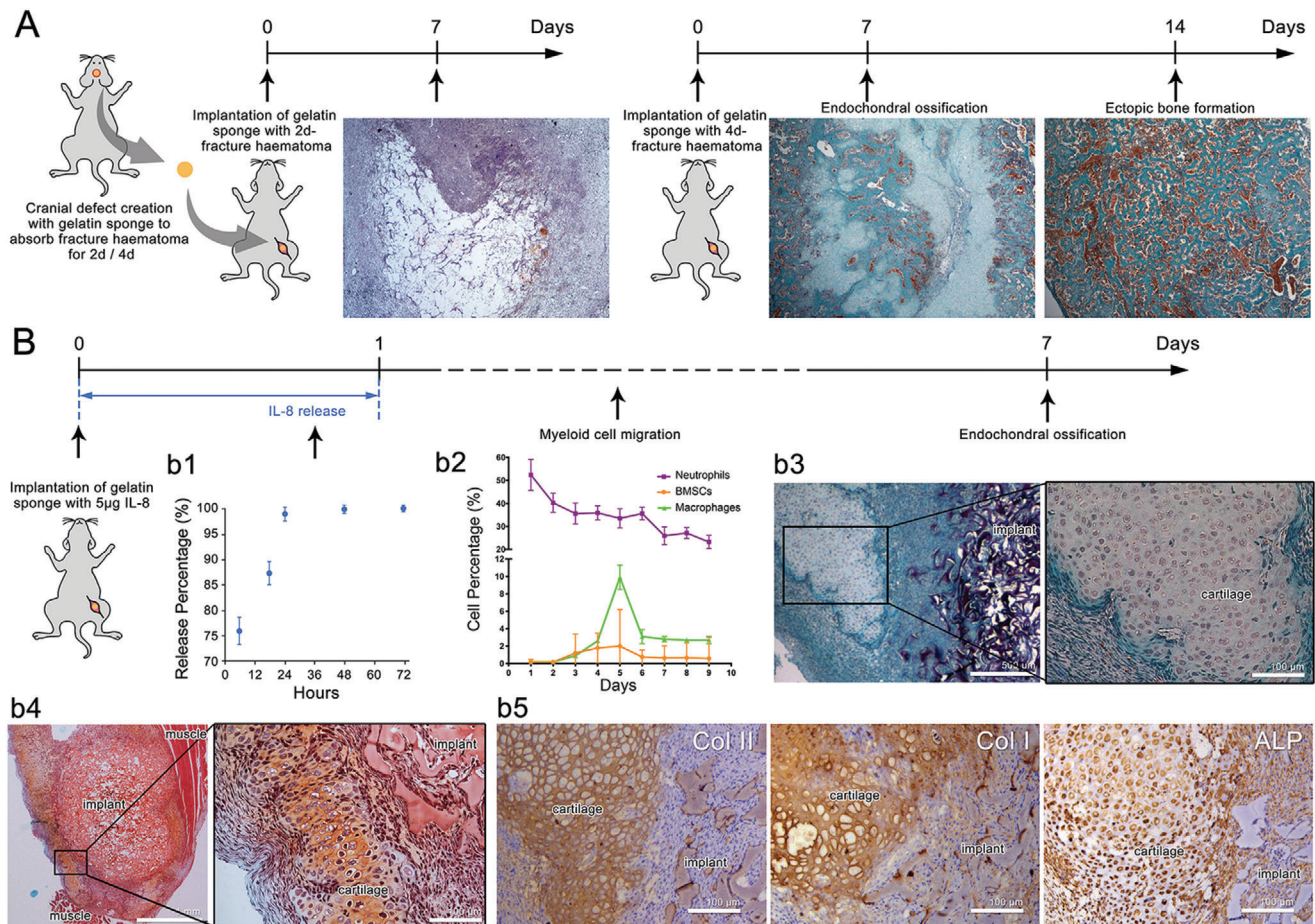 A
0 7 Days
0 7 14 Days
Implantation of gelatin
sponge with 2d-
fracture haematoma
Cranial defect creation
with gelatin sponge to
absorb fracture haematoma
for 2d / 4d
Implantation of gelatin
sponge with 4d-
fracture haematoma
Endochondral ossification
Ectopic bone formation
B
0 1 7 Days
IL-8 release
Myeloid cell migration
Endochondral ossification
Implantation of gelatin
sponge with 5μg IL-8
b1
Release Percentage (%)
100
95
90
85
80
75
70
0 12 24 36 48 60 72
Hours
b2
Cell Percentage (%)
60
50
40
30
20
10
6
4
2
0
0 1 2 3 4 5 6 7 8 9 10
Days
Neutrophils
BMSCs
Macrophages
b3
implant
500 μm
cartilage
100 μm
b4
muscle
implant
muscle
mm
implant
cartilage
100 μm
b5
Col II
cartilage
implant
100 μm
Col I
cartilage
implant
100 μm
ALP
cartilage
implant
100 μm